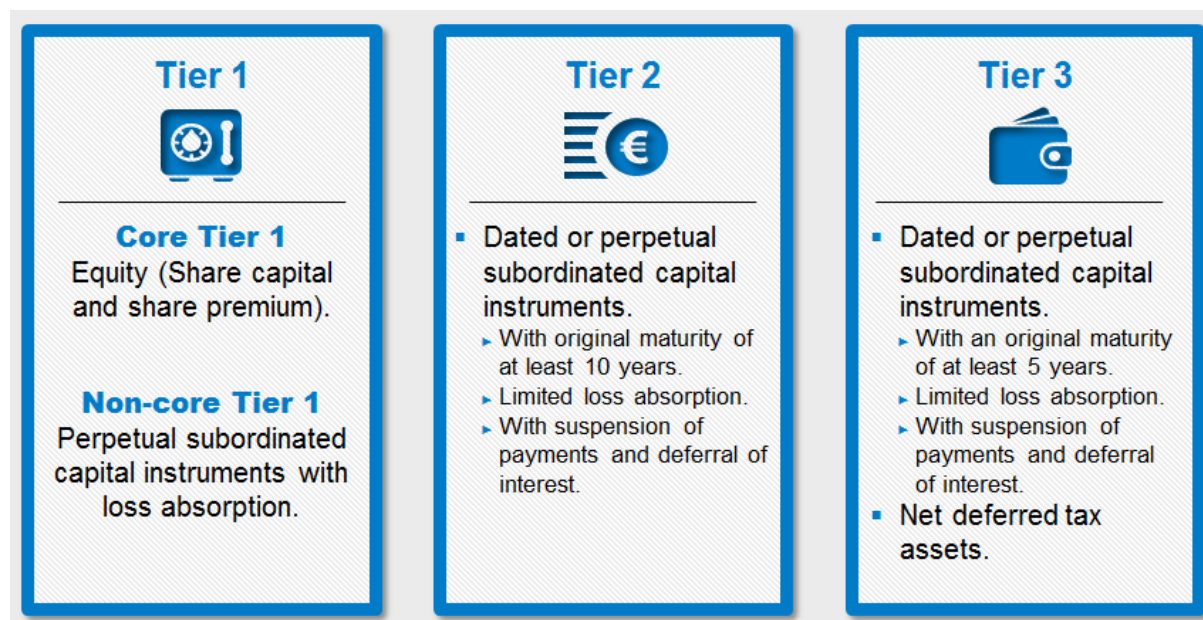 Tier 1
Core Tier 1
Equity (Share capital
and share premium).
Non-core Tier 1
Perpetual subordinated
capital instruments with
loss absorption.
Tier 2
€
▪ Dated or perpetual
subordinated capital
instruments.
▸ With original maturity of
at least 10 years.
▸ Limited loss absorption.
▸ With suspension of
payments and deferral of
interest.
Tier 3
▪ Dated or perpetual
subordinated capital
instruments.
▸ With an original maturity
of at least 5 years.
▸ Limited loss absorption.
▸ With suspension of
payments and deferral
of interest.
▪ Net deferred tax
assets.